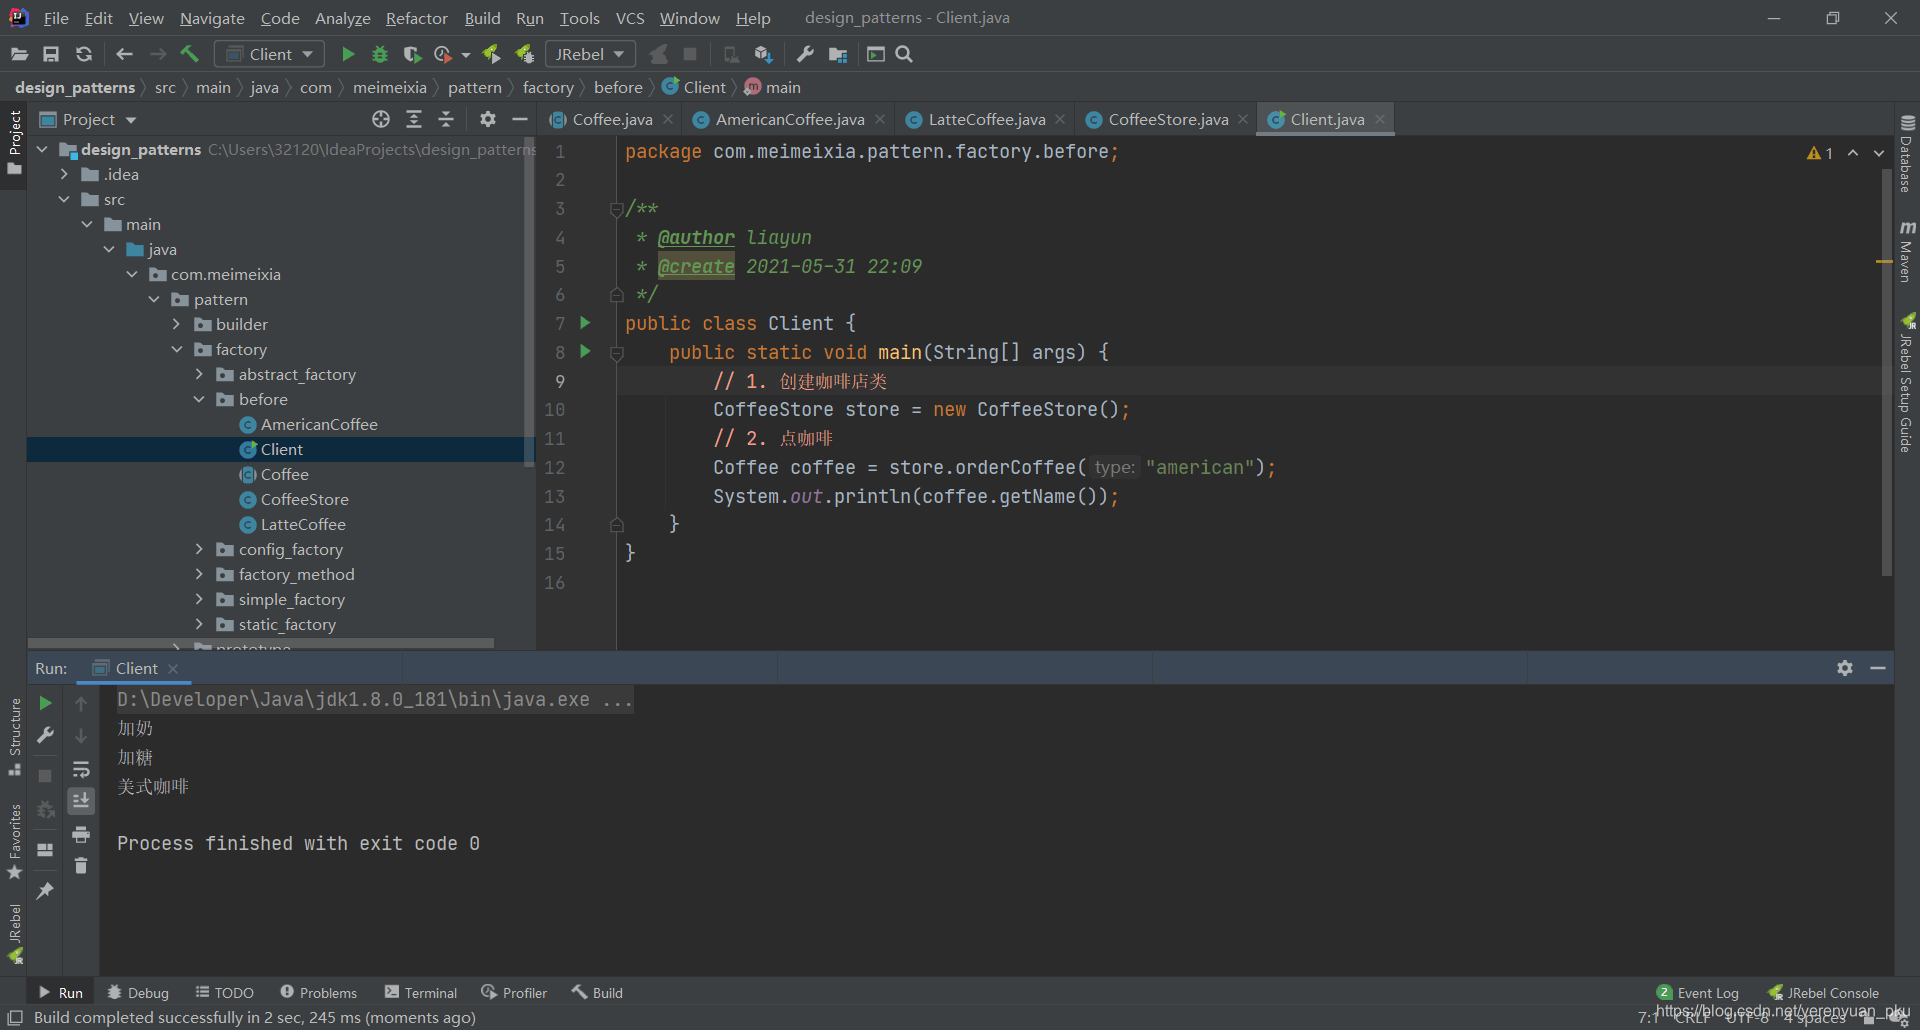 File Edit View Navigate Code Analyze Refactor Build Run Tools VCS Window Help design_patterns - Client.java
Client JRebel
design_patterns src main java com meimeixia pattern factory before Client main
Project
Coffee.java AmericanCoffee.java LatteCoffee.java CoffeeStore.java Client.java
design_patterns C:\Users\32120\IdeaProjects\design_patterns
.idea
src
main
java
com.meimeixia
pattern
builder
factory
abstract_factory
before
AmericanCoffee
Client
Coffee
CoffeeStore
LatteCoffee
config_factory
factory_method
simple_factory
static_factory
prototype
1 package com.meimeixia.pattern.factory.before;
2
3 /**
4 * @author liayun
5 * @create 2021-05-31 22:09
6 */
7 public class Client {
8 public static void main(String[] args) {
9 // 1. 创建咖啡店类
10 CoffeeStore store = new CoffeeStore();
11 // 2. 点咖啡
12 Coffee coffee = store.orderCoffee( type: "american");
13 System.out.println(coffee.getName());
14 }
15 }
16
1
Project
Structure
Favorites
JRebel
Database
Maven
JRebel Setup Guide
Run: Client
D:\Developer\Java\jdk1.8.0_181\bin\java.exe ...
加奶
加糖
美式咖啡
Process finished with exit code 0
Run Debug TODO Problems Terminal Profiler Build 2 Event Log JRebel Console
Build completed successfully in 2 sec, 245 ms (moments ago) 7:1 CRLF UTF-8 4 spaces
https://blog.csdn.net/yerenyuan_pku